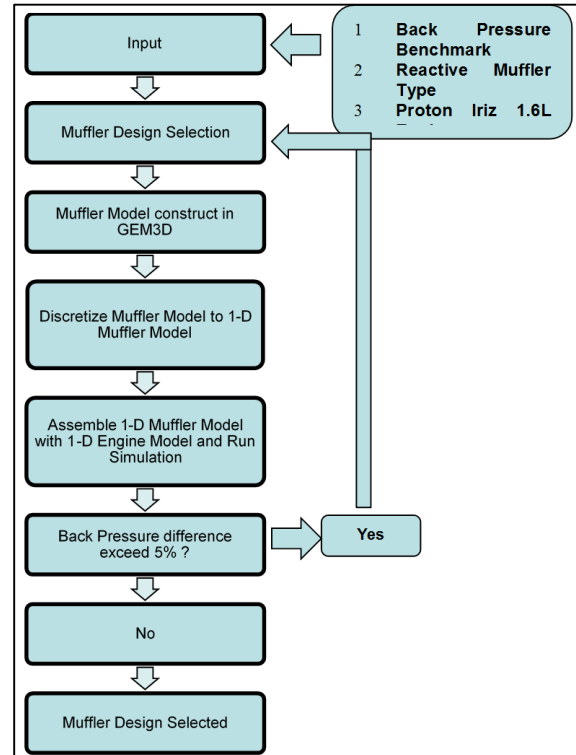 Input
1 Back Pressure
Benchmark
2 Reactive Muffler
Type
3 Proton Iriz 1.6L
Muffler Design Selection
Muffler Model construct in
GEM3D
Discretize Muffler Model to 1-D
Muffler Model
Assemble 1-D Muffler Model
with 1-D Engine Model and Run
Simulation
Back Pressure difference
exceed 5% ?
Yes
No
Muffler Design Selected